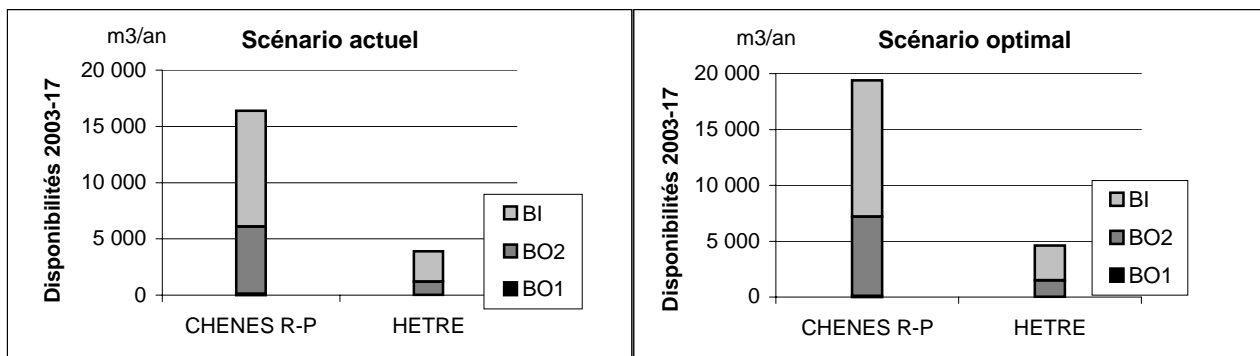 m3/an
Scénario actuel
Disponibilités 2003-17
20 000
15 000
10 000
5 000
0
CHENES R-P
HETRE
BI
BO2
BO1
m3/an
Scénario optimal
Disponibilités 2003-17
20 000
15 000
10 000
5 000
0
CHENES R-P
HETRE
BI
BO2
BO1